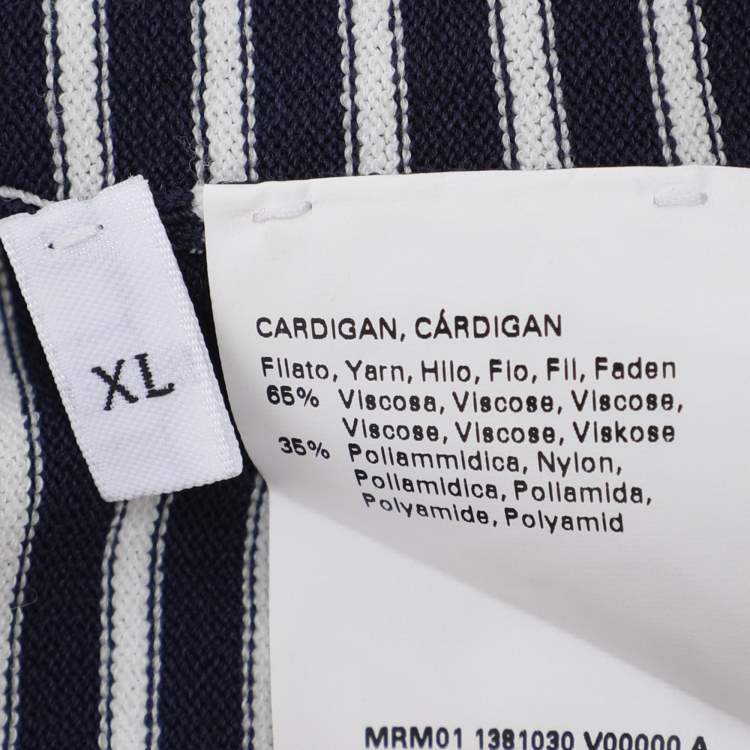 XL
CARDIGAN, CÁRDIGAN
Filato, Yarn, Hilo, Fio, Fil, Faden
65% Viscosa, Viscose, Viscose,
Viscose, Viscose, Viskose
35% Poliammidica, Nylon,
Poliamidica, Poliamida,
Polyamide, Polyamid
MRM01 1381030 V00000 A